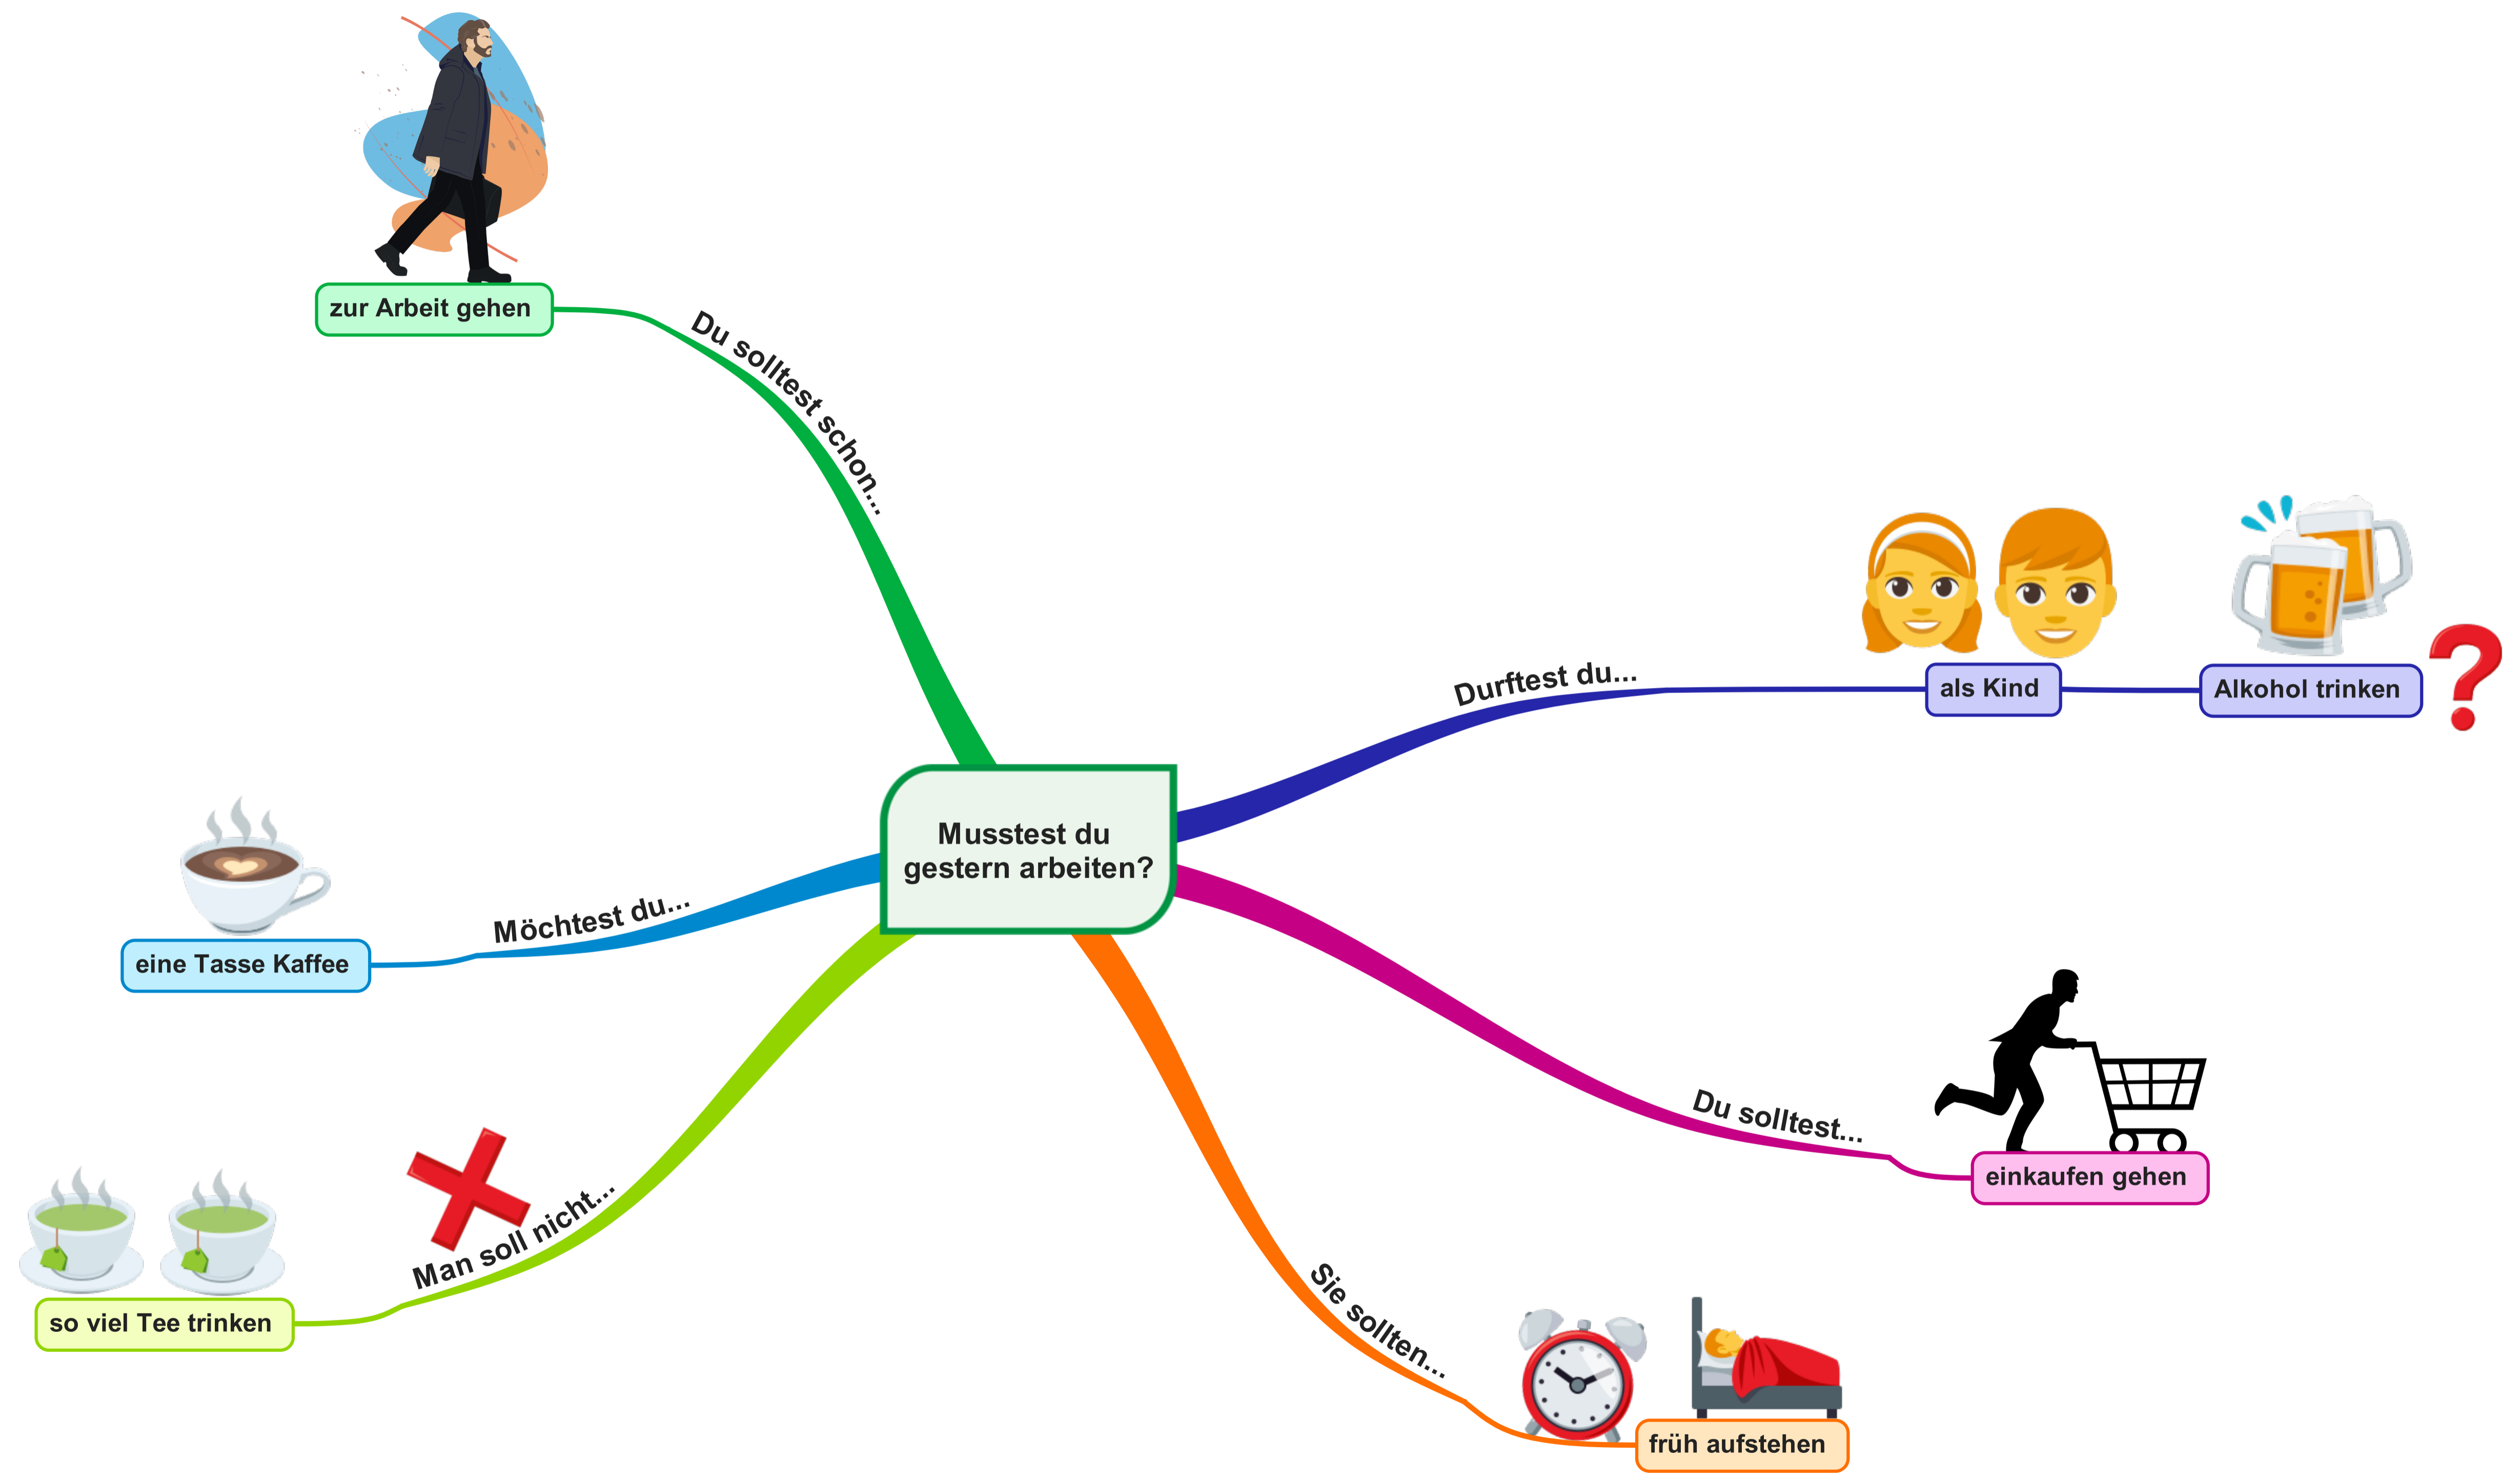 Musstest du
gestern arbeiten?
Durftest du...
als Kind
Alkohol trinken
Du solltest...
einkaufen gehen
Sie sollten...
früh aufstehen
Man soll nicht...
so viel Tee trinken
Möchtest du...
eine Tasse Kaffee
Du solltest schon...
zur Arbeit gehen